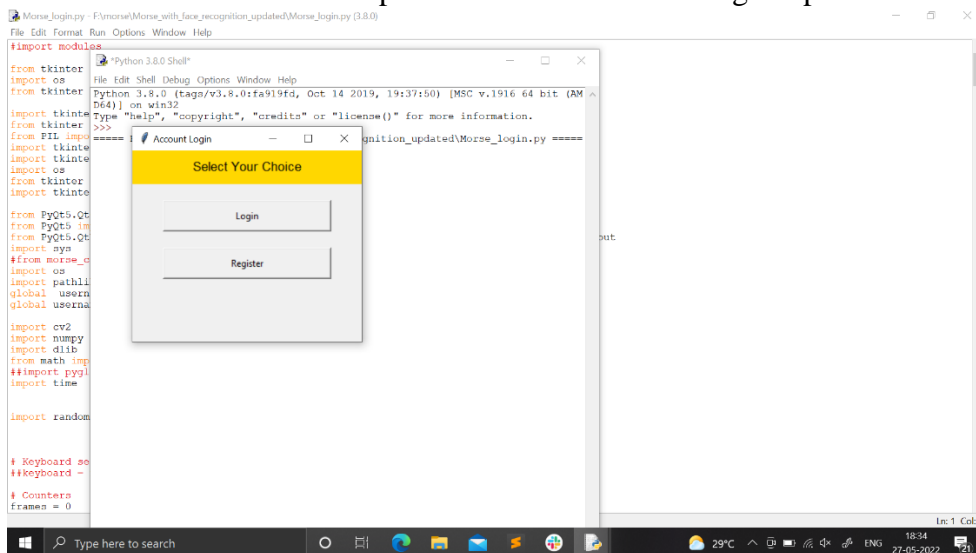 Morse_login.py - F:\morse\Morse_with_face_recognition_updated\Morse_login.py (3.8.0)
File Edit Format Run Options Window Help
#import modules
*Python 3.8.0 Shell*
File Edit Shell Debug Options Window Help
Python 3.8.0 (tags/v3.8.0:fa919fd, Oct 14 2019, 19:37:50) [MSC v.1916 64 bit (AM
D64)] on win32
Type "help", "copyright", "credits" or "license()" for more information.
>>>
===== gnition_updated\Morse_login.py =====
Account Login
Select Your Choice
Login
Register
from tkinter
import os
from tkinter
import tkinte
from tkinter
from PIL impo
import tkinte
import tkinte
import os
from tkinter
import tkinte
from PyQt5.Qt
from PyQt5 im
from PyQt5.Qt out
import sys
#from morse_c
import os
import pathli
global usern
global userna
import cv2
import numpy
import dlib
from math imp
##import pygl
import time
import random
# Keyboard se
##keyboard -
# Counters
frames = 0
Ln: 1 Col:
Type here to search
29°C
ENG
18:34
27-05-2022
21